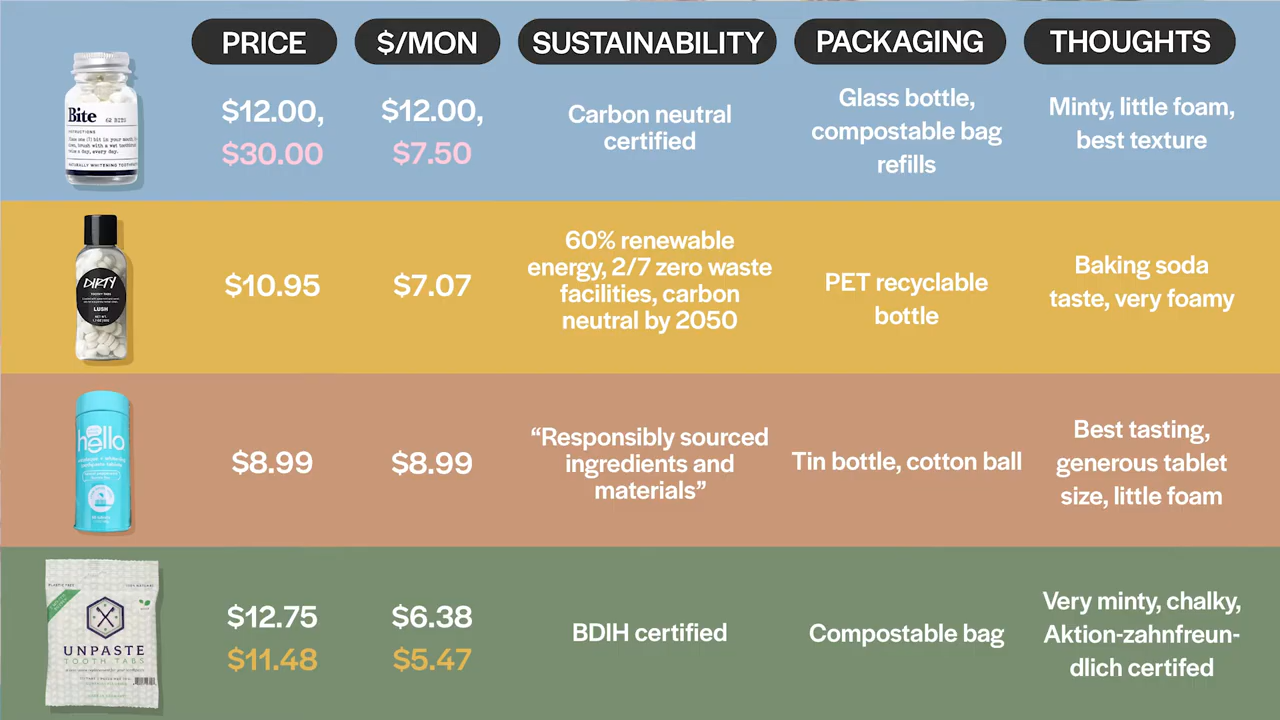 PRICE
$/MON
SUSTAINABILITY
PACKAGING
THOUGHTS
Bite 62 BITS
$12.00,
$30.00
$12.00,
$7.50
Carbon neutral
certified
Glass bottle,
compostable bag
refills
Minty, little foam,
best texture
DIRTY
LUSH
$10.95
$7.07
60% renewable
energy, 2/7 zero waste
facilities, carbon
neutral by 2050
PET recyclable
bottle
Baking soda
taste, very foamy
hello
$8.99
$8.99
“Responsibly sourced
ingredients and
materials”
Tin bottle, cotton ball
Best tasting,
generous tablet
size, little foam
UNPASTE
TOOTH TABS
$12.75
$11.48
$6.38
$5.47
BDIH certified
Compostable bag
Very minty, chalky,
Aktion-zahnfreun-
dlich certifed